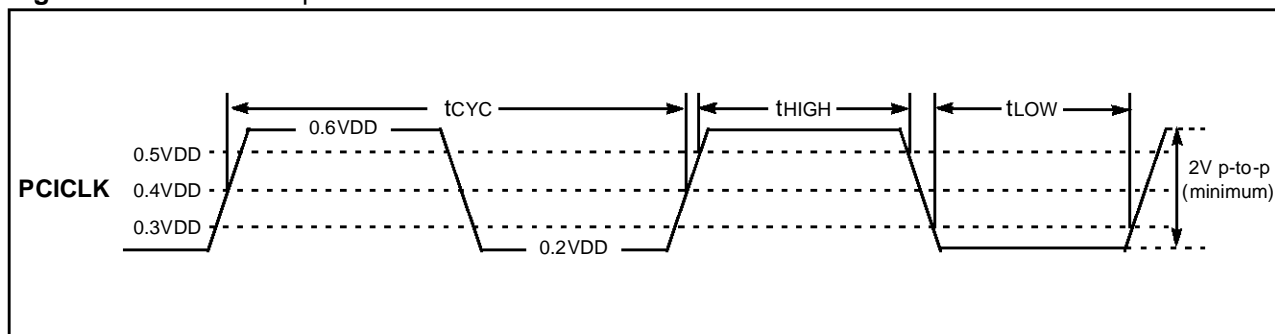 tCYC
tHIGH
tLOW
0.6VDD
0.5VDD
PCICLK
0.4VDD
0.3VDD
0.2VDD
2V p-to-p
(minimum)